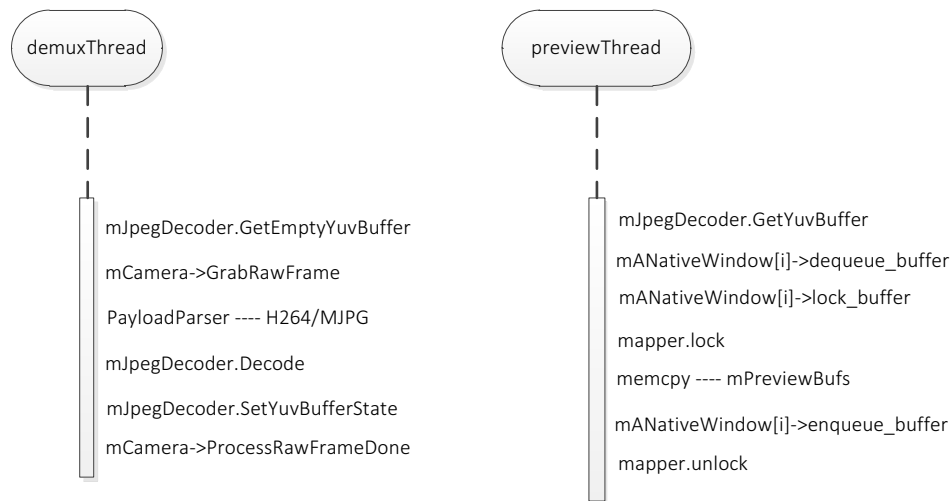 demuxThread
mJpegDecoder.GetEmptyYuvBuffer
mCamera->GrabRawFrame
PayloadParser ---- H264/MJPG
mJpegDecoder.Decode
mJpegDecoder.SetYuvBufferState
mCamera->ProcessRawFrameDone
previewThread
mJpegDecoder.GetYuvBuffer
mANativeWindow[i]->dequeue_buffer
mANativeWindow[i]->lock_buffer
mapper.lock
memcpy ---- mPreviewBufs
mANativeWindow[i]->enqueue_buffer
mapper.unlock